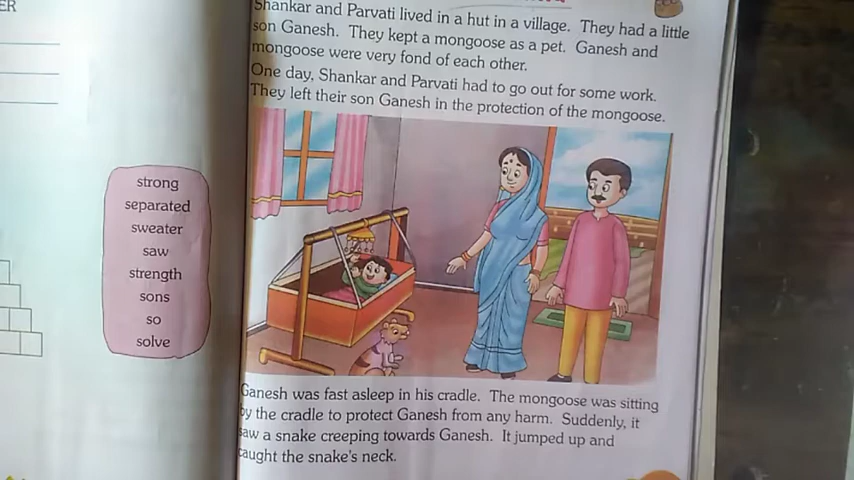 ER
strong
separated
sweater
saw
strength
sons
so
solve
Shankar and Parvati lived in a hut in a village. They had a little
son Ganesh. They kept a mongoose as a pet. Ganesh and
mongoose were very fond of each other.
One day, Shankar and Parvati had to go out for some work.
They left their son Ganesh in the protection of the mongoose.
Ganesh was fast asleep in his cradle. The mongoose was sitting
by the cradle to protect Ganesh from any harm. Suddenly, it
saw a snake creeping towards Ganesh. It jumped up and
caught the snake's neck.